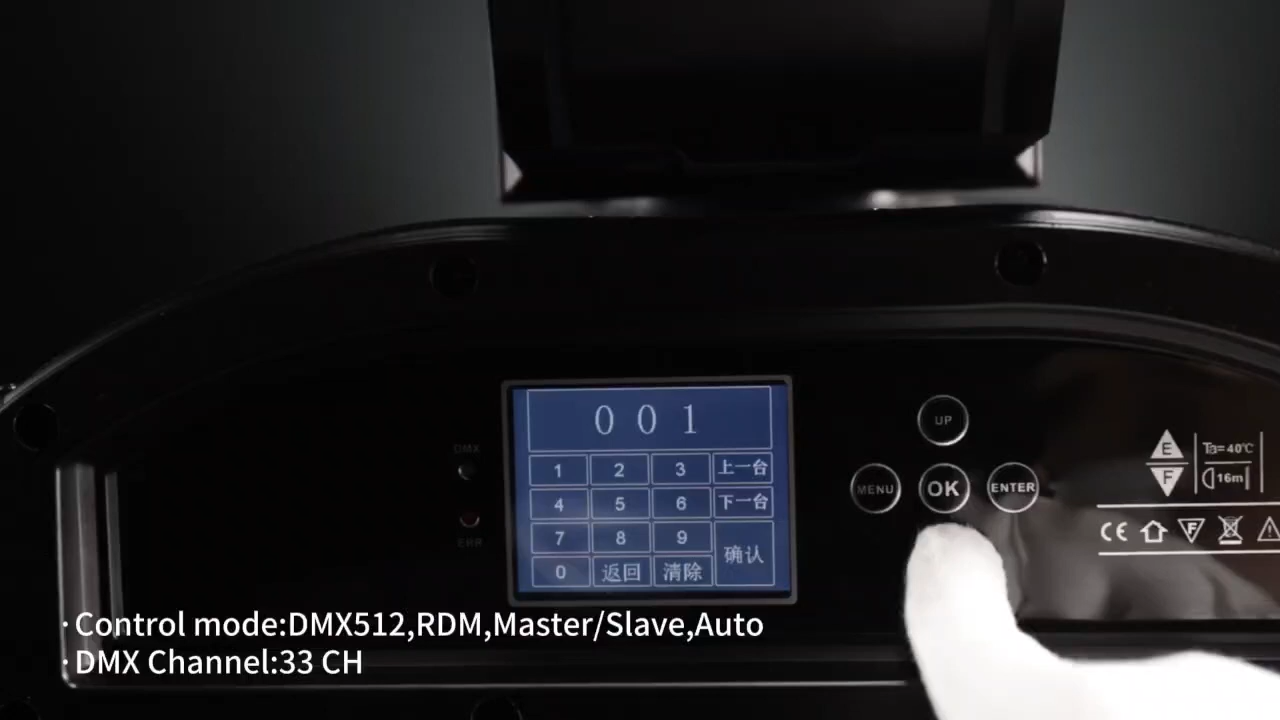 001
1 2 3 上一台
4 5 6 下一台
7 8 9 确认
0 返回 清除
DMX
ERR
UP
MENU OK ENTER
E
F
Ta=40℃
16m
CE F
·Control mode:DMX512,RDM,Master/Slave,Auto
·DMX Channel:33 CH